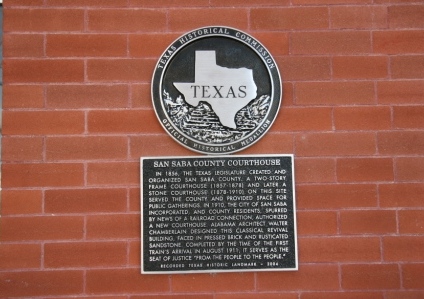 TEXAS HISTORICAL COMMISSION
TEXAS
OFFICIAL HISTORICAL MEDALLION
SAN SABA COUNTY COURTHOUSE
IN 1856, THE TEXAS LEGISLATURE CREATED AND
ORGANIZED SAN SABA COUNTY. A TWO-STORY
FRAME COURTHOUSE (1857-1878) AND LATER A
STONE COURTHOUSE (1878-1910) ON THIS SITE
SERVED THE COUNTY AND PROVIDED SPACE FOR
PUBLIC GATHERINGS. IN 1910, THE CITY OF SAN SABA
INCORPORATED, AND COUNTY RESIDENTS, SPURRED
BY NEWS OF A RAILROAD CONNECTION, AUTHORIZED
A NEW COURTHOUSE. ALABAMA ARCHITECT WALTER
CHAMBERLAIN DESIGNED THIS CLASSICAL REVIVAL
BUILDING, FACED IN PRESSED BRICK AND RUSTICATED
SANDSTONE. COMPLETED BY THE TIME OF THE FIRST
TRAIN'S ARRIVAL IN AUGUST 1911, IT SERVES AS THE
SEAT OF JUSTICE "FROM THE PEOPLE TO THE PEOPLE."
RECORDED TEXAS HISTORIC LANDMARK - 2004